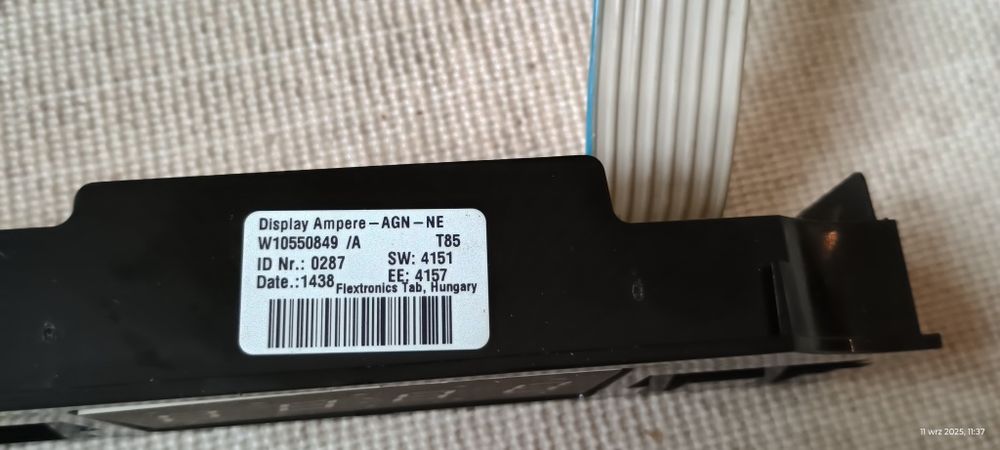 Display Ampere-AGN-NE
W10550849 /A T85
ID Nr.: 0287 SW: 4151
Date.:1438 EE: 4157
Flextronics Tab, Hungary
11 wrz 2025, 11:37